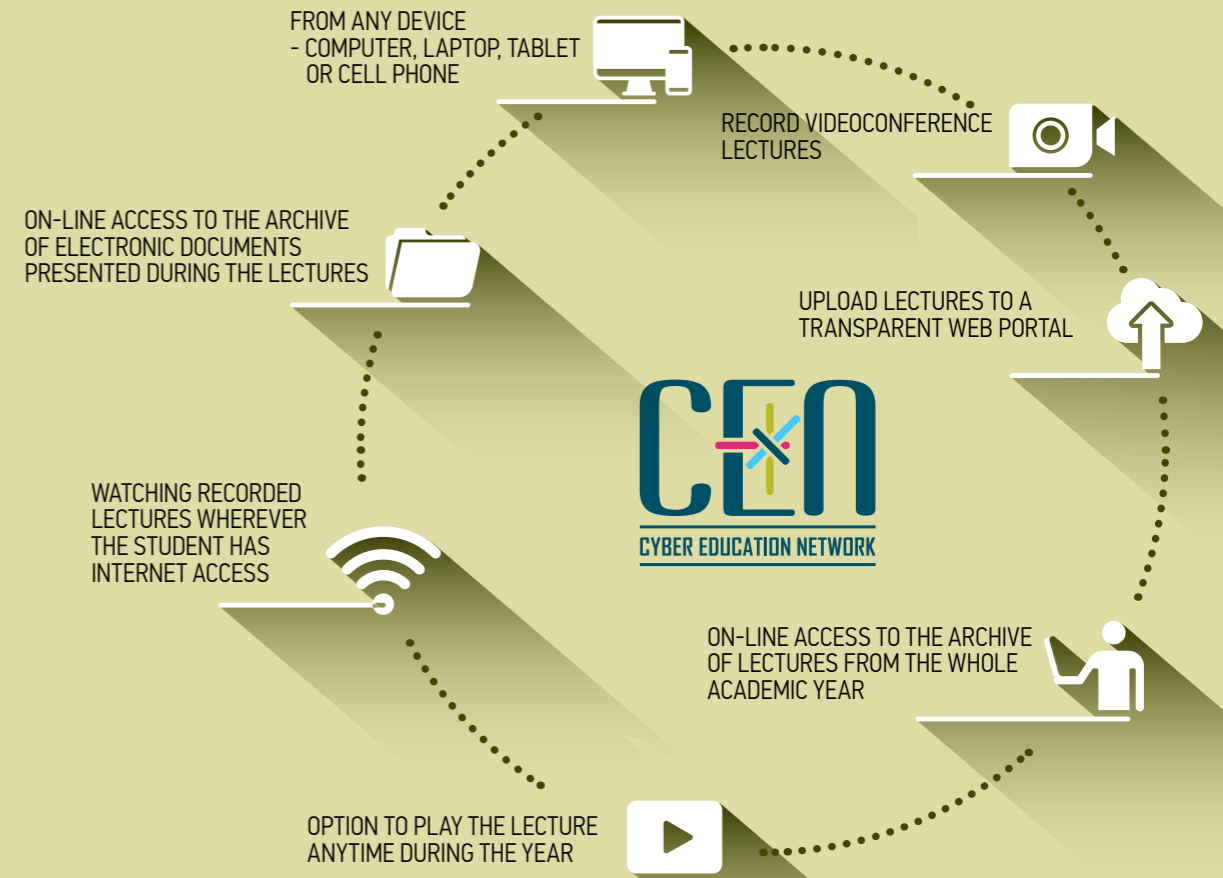 FROM ANY DEVICE
- COMPUTER, LAPTOP, TABLET
OR CELL PHONE
RECORD VIDEOCONFERENCE
LECTURES
ON-LINE ACCESS TO THE ARCHIVE
OF ELECTRONIC DOCUMENTS
PRESENTED DURING THE LECTURES
UPLOAD LECTURES TO A
TRANSPARENT WEB PORTAL
CEN
CYBER EDUCATION NETWORK
WATCHING RECORDED
LECTURES WHEREVER
THE STUDENT HAS
INTERNET ACCESS
ON-LINE ACCESS TO THE ARCHIVE
OF LECTURES FROM THE WHOLE
ACADEMIC YEAR
OPTION TO PLAY THE LECTURE
ANYTIME DURING THE YEAR